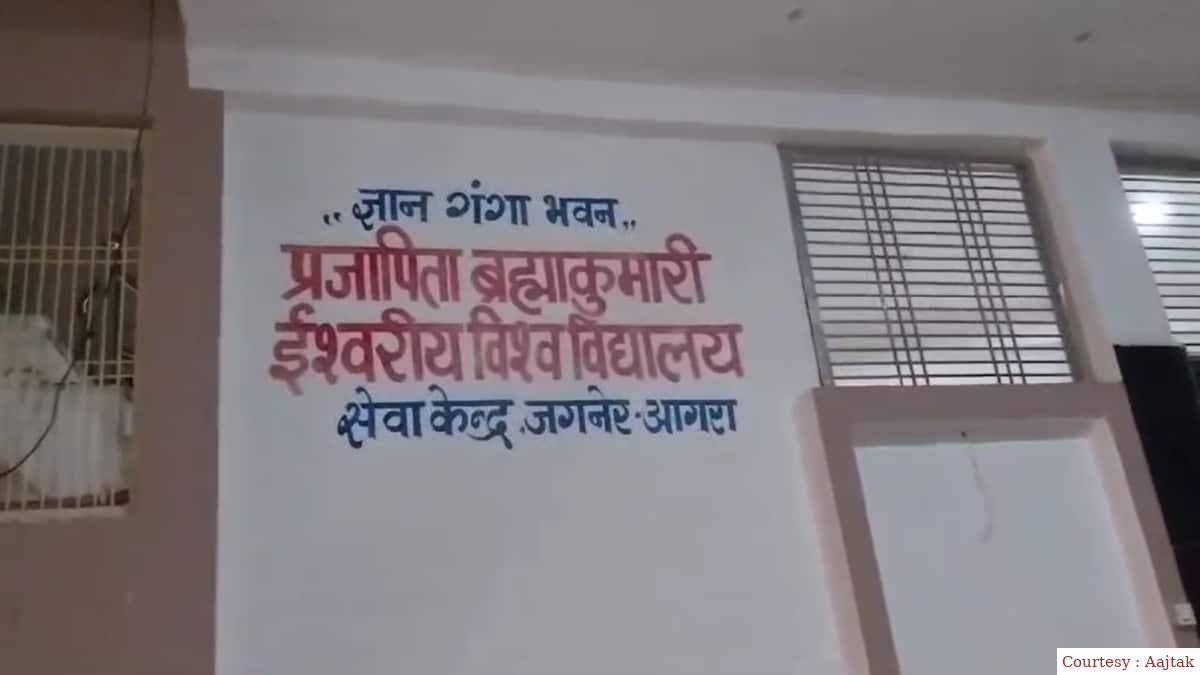 ,, ज्ञान गंगा भवन ,,
प्रजापिता ब्रह्माकुमारी
ईश्वरीय विश्व विद्यालय
सेवा केन्द्र, जगनेर-आगरा
Courtesy : Aajtak